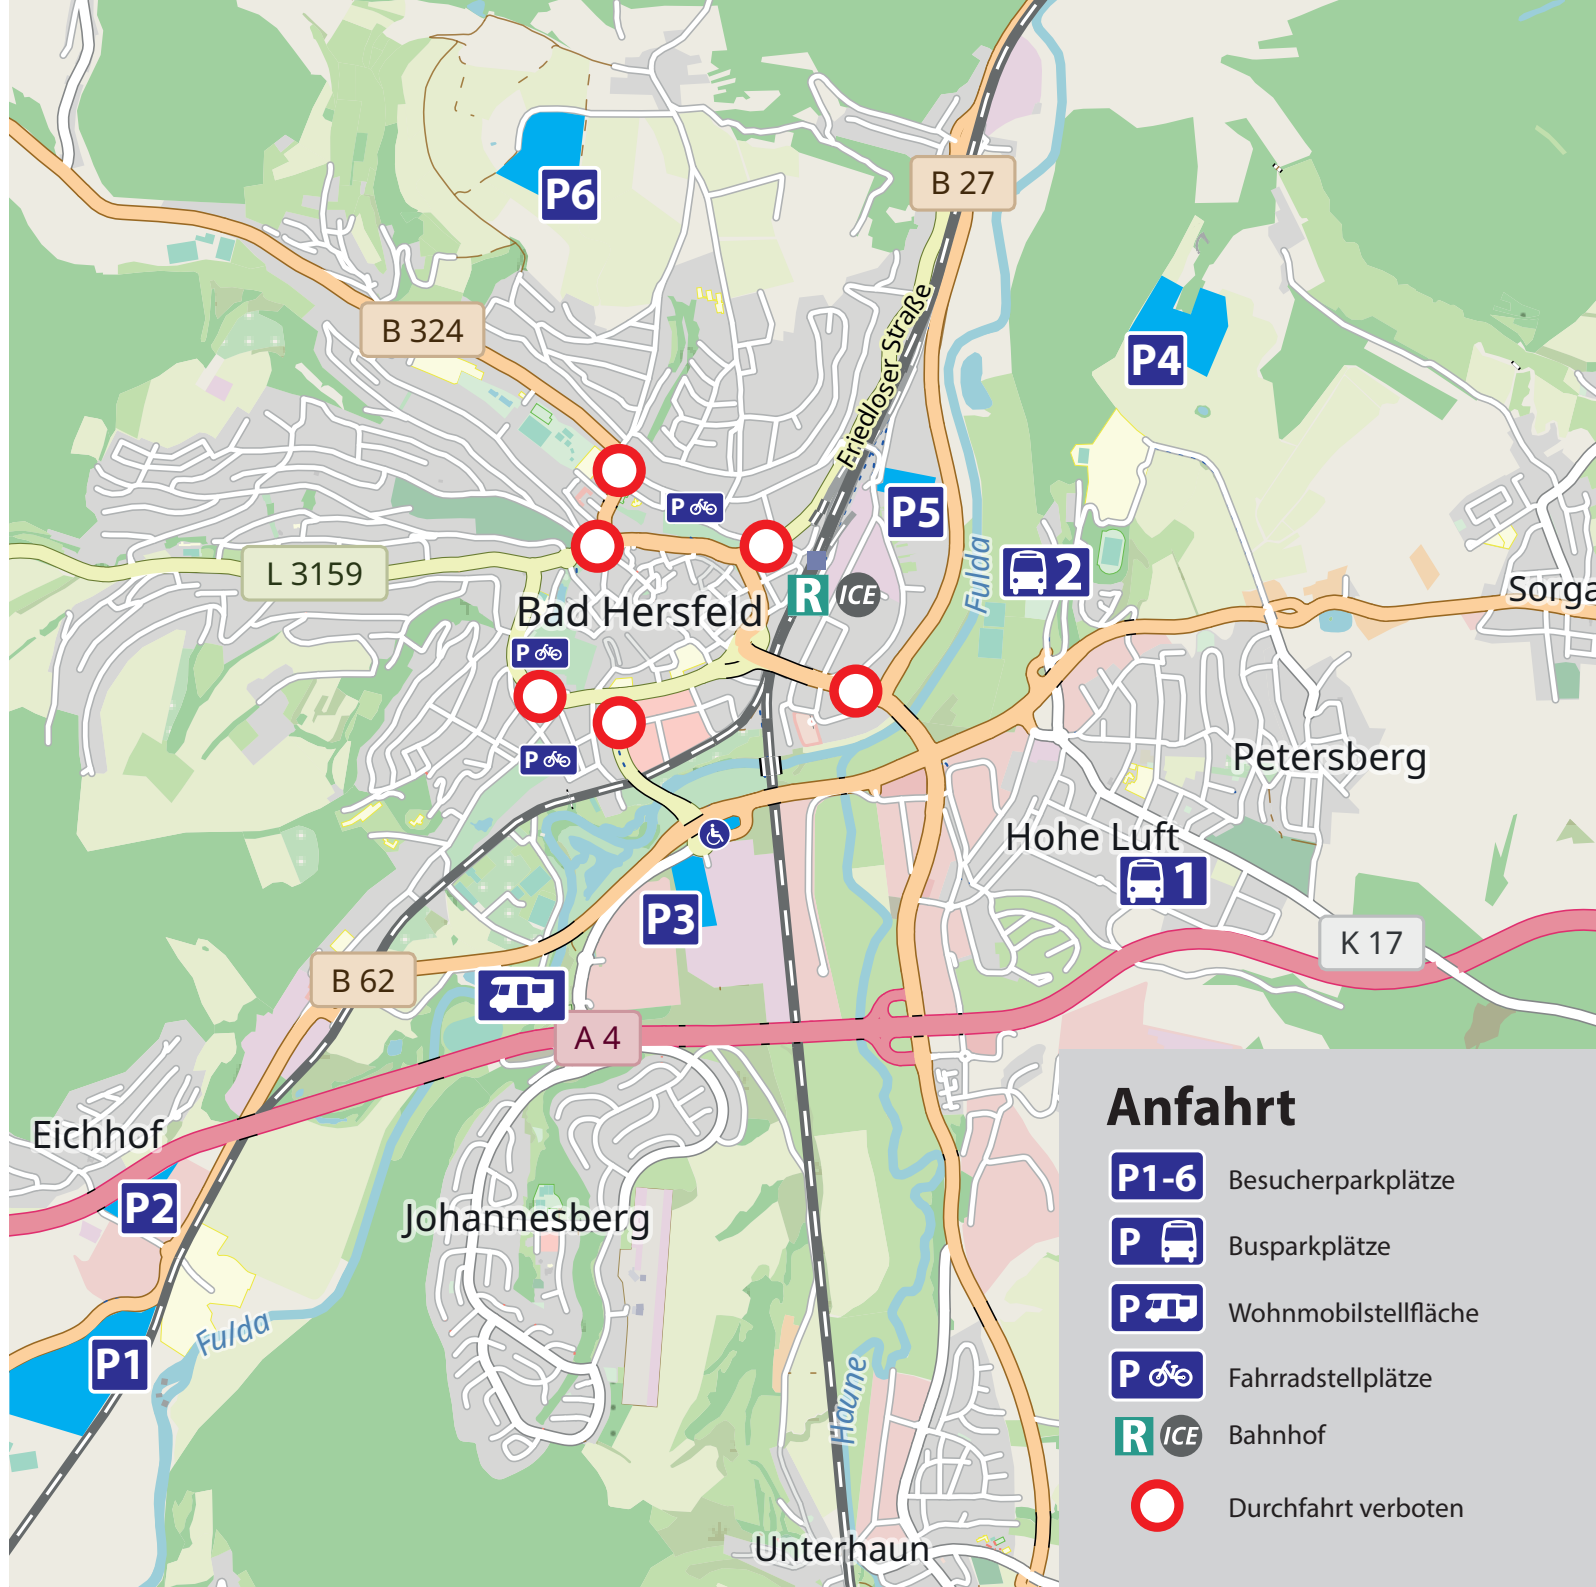 B 27
P6
B 324
Friedloser Straße
P4
P
P5
L 3159
Fulda
2
Sorga
R ICE
Bad Hersfeld
P
P
Petersberg
Hohe Luft
1
P3
K 17
B 62
A 4
Eichhof
P2
Johannesberg
Fulda
P1
Haune
Unterhaun
Anfahrt
P1-6 Besucherparkplätze
P Busparkplätze
P Wohnmobilstellfläche
P Fahrradstellplätze
R ICE Bahnhof
Durchfahrt verboten